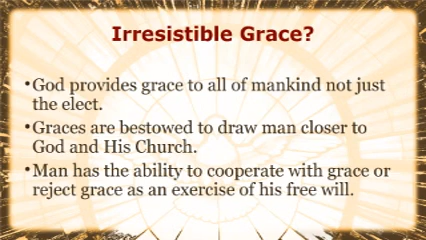 Irresistible Grace?
•God provides grace to all of mankind not just
the elect.
•Graces are bestowed to draw man closer to
God and His Church.
•Man has the ability to cooperate with grace or
reject grace as an exercise of his free will.